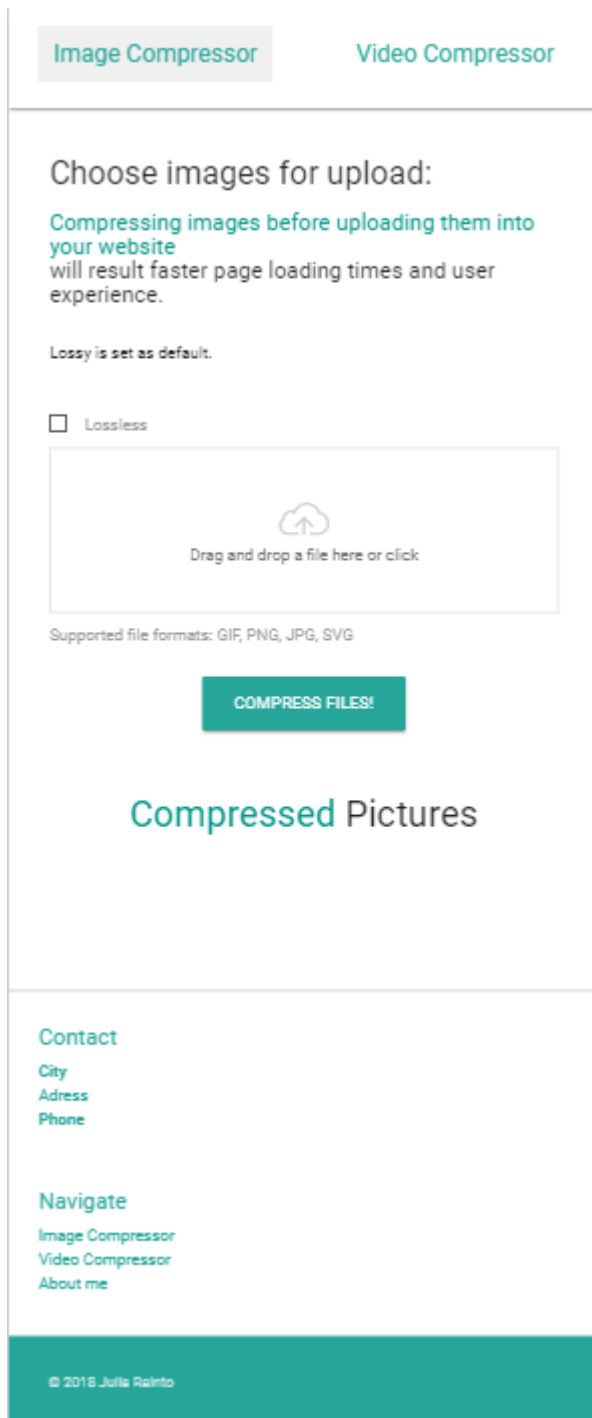 Image Compressor Video Compressor
Choose images for upload:
Compressing images before uploading them into
your website
will result faster page loading times and user
experience.
Lossy is set as default.
Lossless
Drag and drop a file here or click
Supported file formats: GIF, PNG, JPG, SVG
COMPRESS FILES!
Compressed Pictures
Contact
City
Adress
Phone
Navigate
Image Compressor
Video Compressor
About me
© 2018 Julia